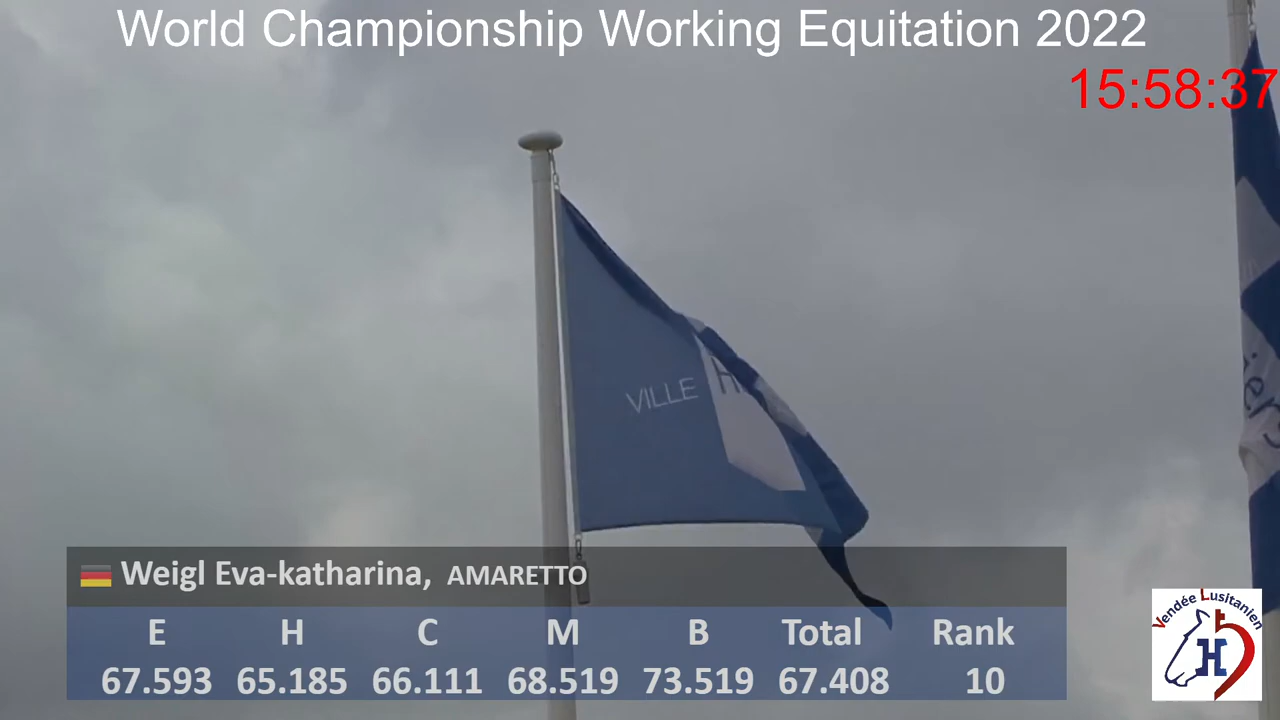 World Championship Working Equitation 2022
15:58:37
VILLE H
Weigl Eva-katharina, AMARETTO
E H C M B Total Rank
67.593 65.185 66.111 68.519 73.519 67.408 10
Vendée Lusitanien
H